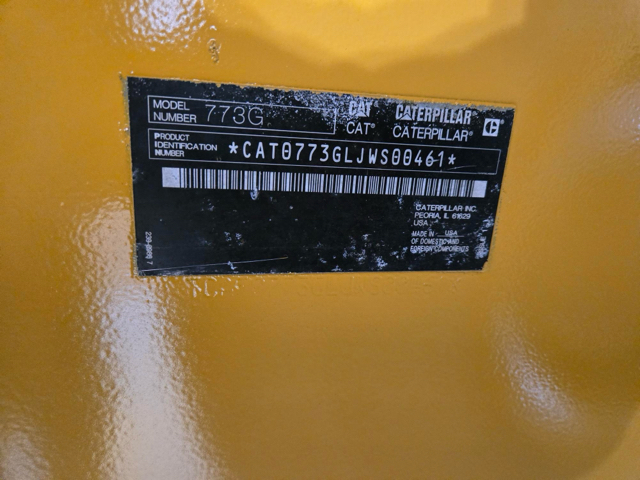 MODEL NUMBER 773G
CAT CATERPILLAR
CAT® CATERPILLAR® C
PRODUCT IDENTIFICATION NUMBER
*CAT0773GLJWS00461*
CATERPILLAR INC.
PEORIA, IL 61629
USA
MADE IN USA
OF DOMESTIC AND
FOREIGN COMPONENTS